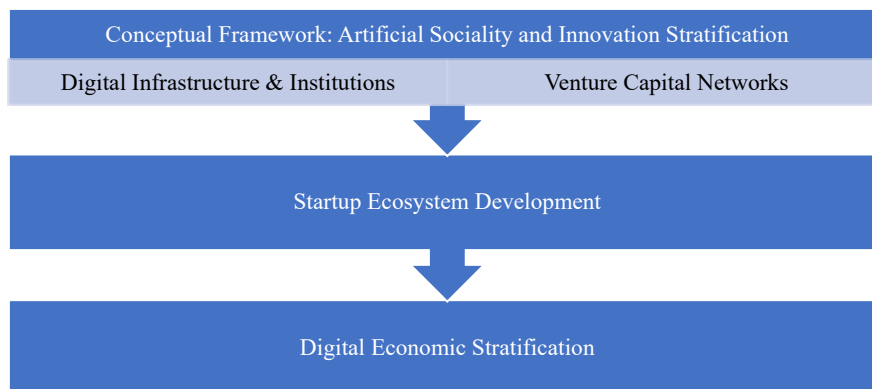 Conceptual Framework: Artificial Sociality and Innovation Stratification
Digital Infrastructure & Institutions
Venture Capital Networks
Startup Ecosystem Development
Digital Economic Stratification